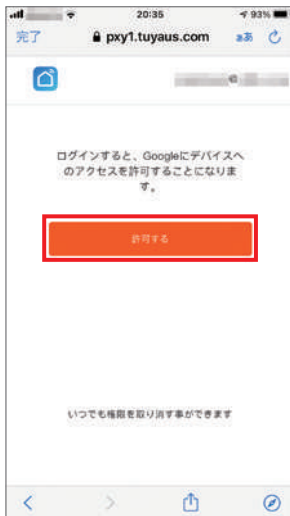 20:35
93%
完了 pxy1.tuyaus.com ぁあ
@
ログインすると、Googleにデバイスへ
のアクセスを許可することになりま
す。
許可する
いつでも権限を取り消す事ができます